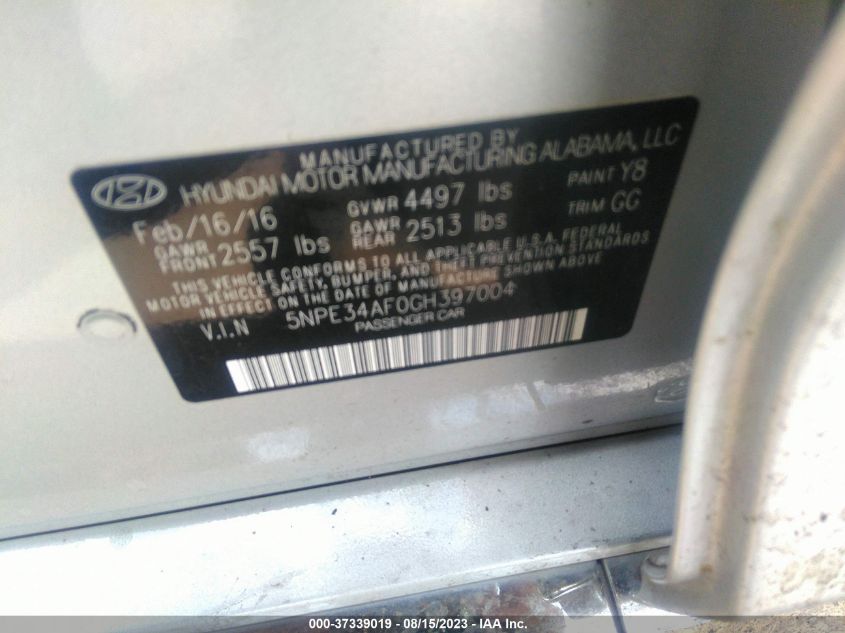 MANUFACTURED BY
HYUNDAI MOTOR MANUFACTURING ALABAMA, LLC
Feb/16/16 GVWR 4497 lbs PAINT Y8
GAWR FRONT 2557 lbs GAWR REAR 2513 lbs TRIM GG
THIS VEHICLE CONFORMS TO ALL APPLICABLE U.S.A. FEDERAL
MOTOR VEHICLE SAFETY, BUMPER, AND THEFT PREVENTION STANDARDS
IN EFFECT ON THE DATE OF MANUFACTURE SHOWN ABOVE
V.I.N 5NPE34AF0GH397004
PASSENGER CAR
000-37339019 - 08/15/2023 - IAA Inc.